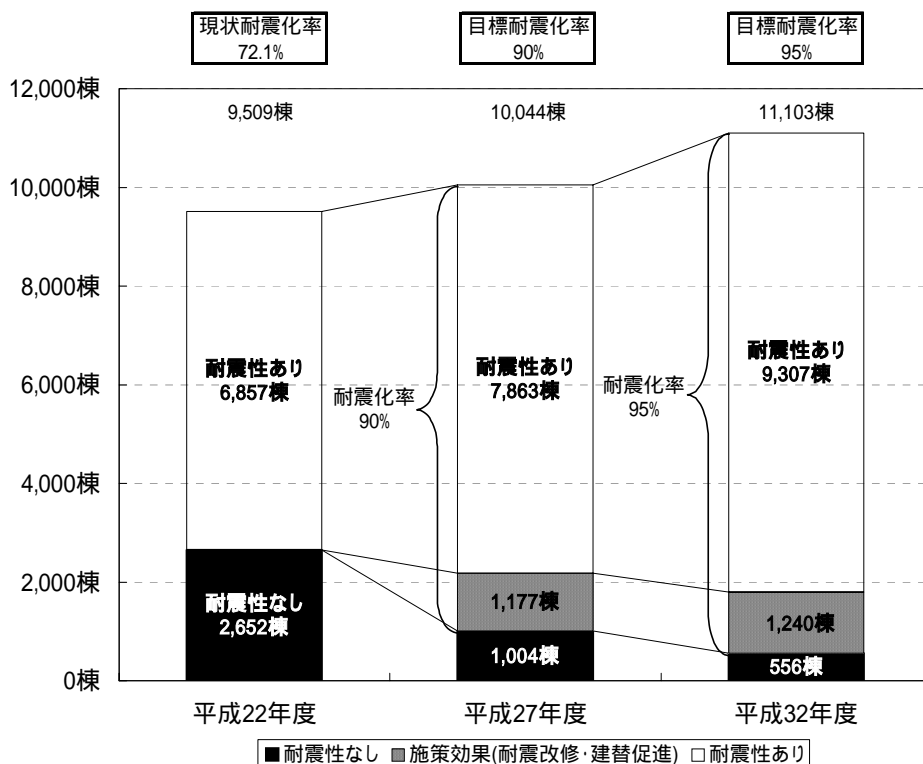 現状耐震化率
72.1%
目標耐震化率
90%
目標耐震化率
95%
12,000棟
10,000棟
8,000棟
6,000棟
4,000棟
2,000棟
0棟
9,509棟
10,044棟
11,103棟
耐震性あり
6,857棟
耐震化率
90%
耐震性あり
7,863棟
耐震化率
95%
耐震性あり
9,307棟
耐震性なし
2,652棟
1,177棟
1,004棟
1,240棟
556棟
平成22年度
平成27年度
平成32年度
耐震性なし 施策効果(耐震改修・建替促進) 耐震性あり